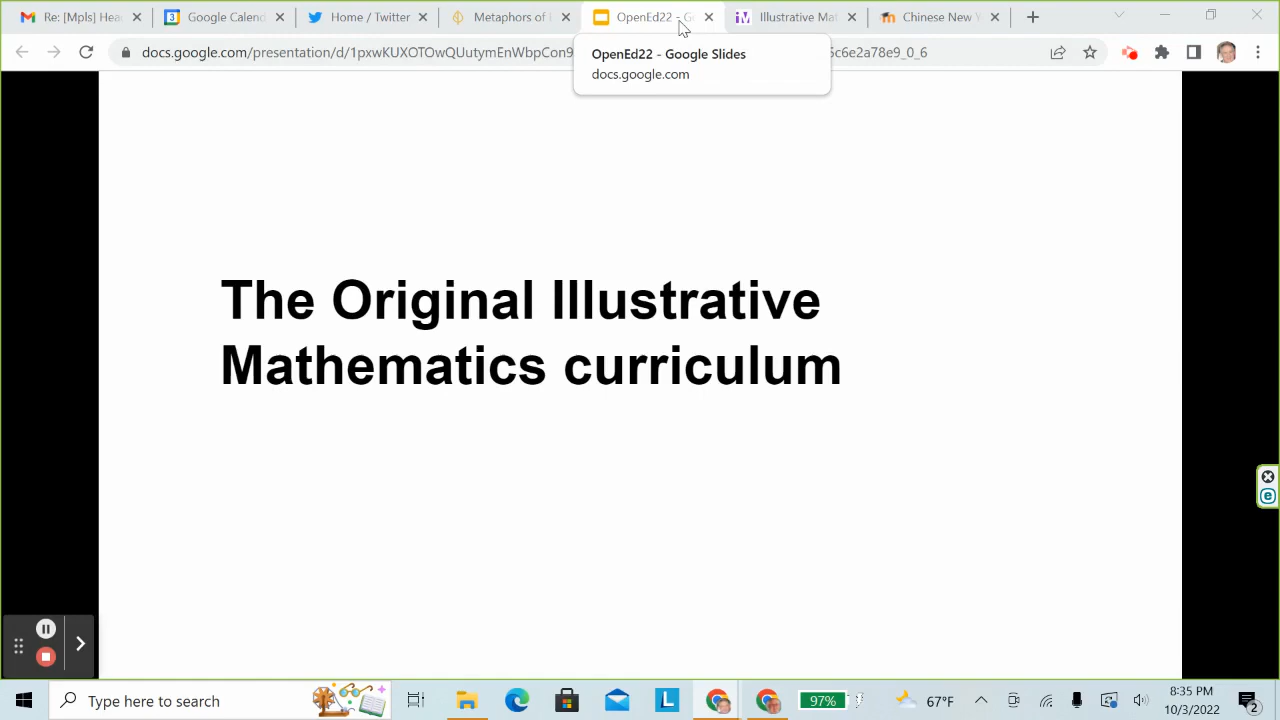 Re: [Mpls] Hea
Google Calend
Home / Twitter
Metaphors of
OpenEd22 - G
Illustrative Mat
Chinese New Y
docs.google.com/presentation/d/1pxwKUXOTOwQUutymEnWbpCon9
5c6e2a78e9_0_6
OpenEd22 - Google Slides
docs.google.com
The Original Illustrative
Mathematics curriculum
Type here to search
97%
67°F
8:35 PM
10/3/2022
2